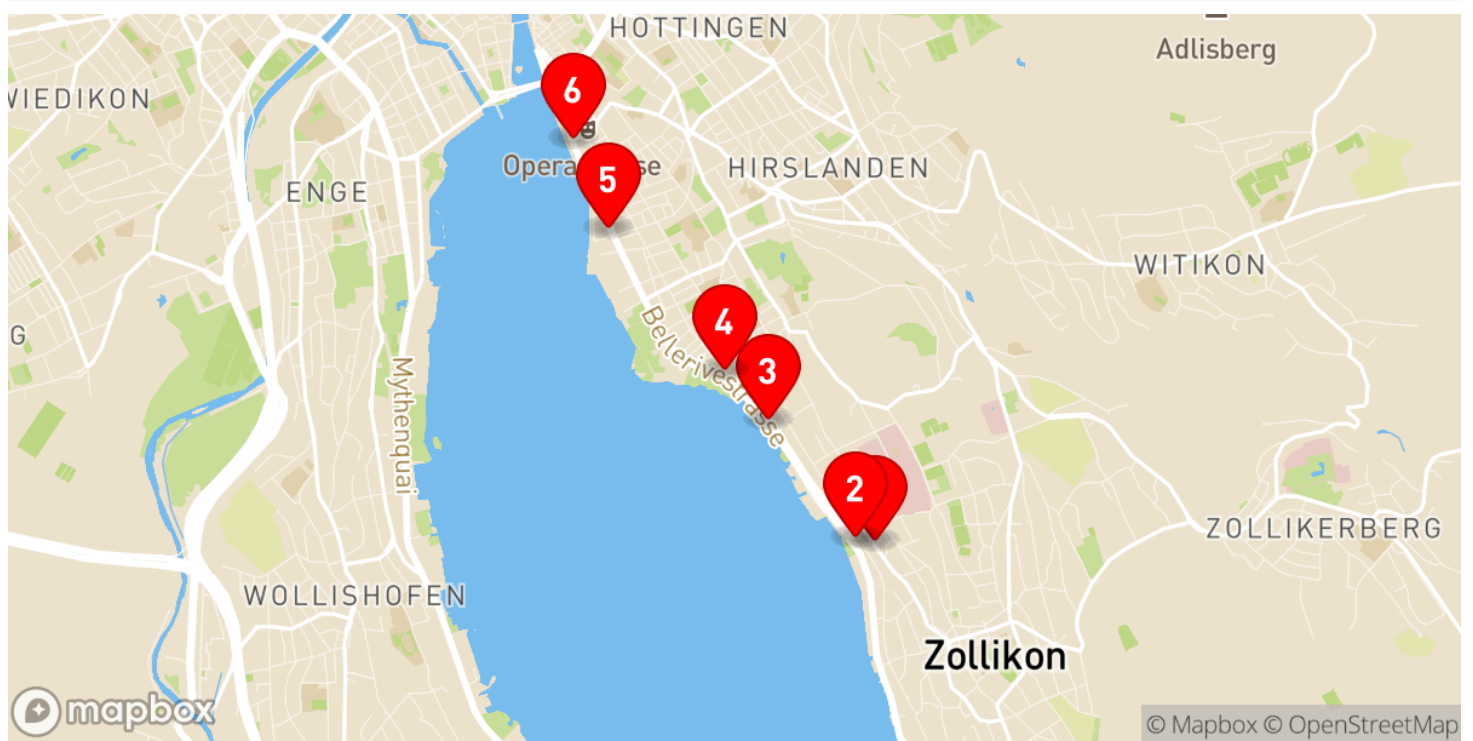 HOTTINGEN
Adlisberg
6
WIEDIKON
5
HIRSLANDEN
ENGE
WITIKON
G
4
Bellerivestrasse
3
Mythenquai
2
ZOLLIKERBERG
WOLLISHOFEN
Zollikon
mapbox
© Mapbox © OpenStreetMap